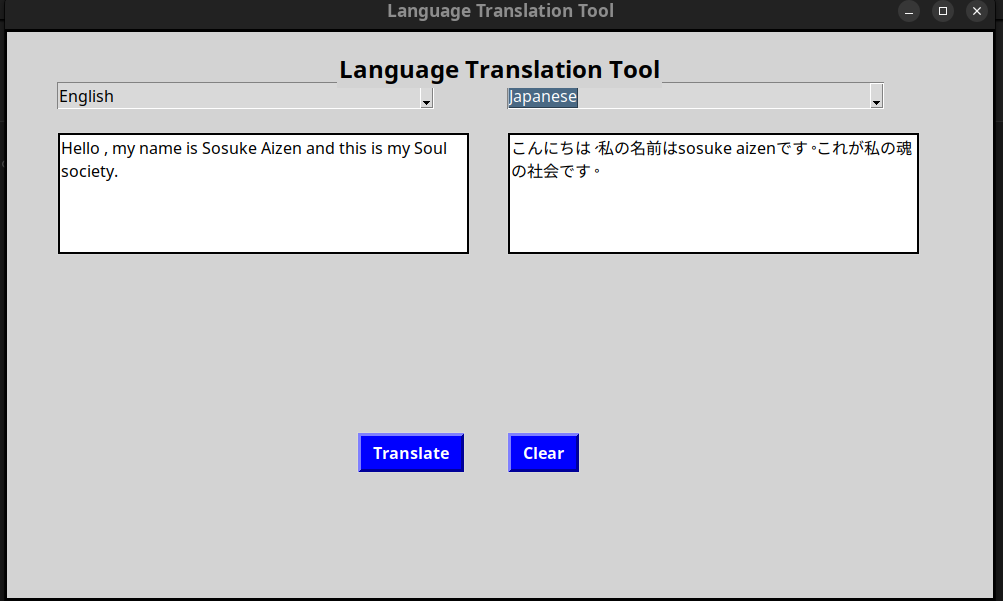 Language Translation Tool
Language Translation Tool
English
Japanese
Hello , my name is Sosuke Aizen and this is my Soul
society.
こんにちは、私の名前はsosuke aizenです。これが私の魂
の社会です。
Translate
Clear